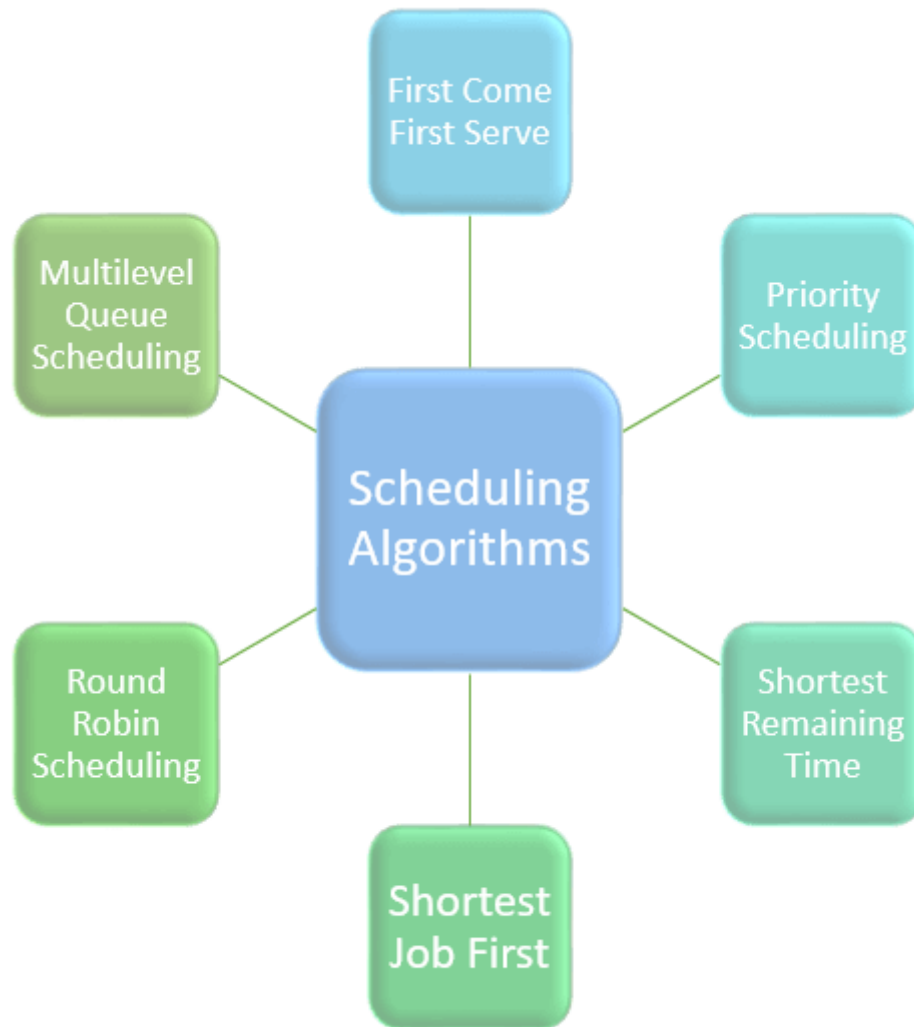 First Come
First Serve
Multilevel
Queue
Scheduling
Priority
Scheduling
Scheduling
Algorithms
Round
Robin
Scheduling
Shortest
Remaining
Time
Shortest
Job First